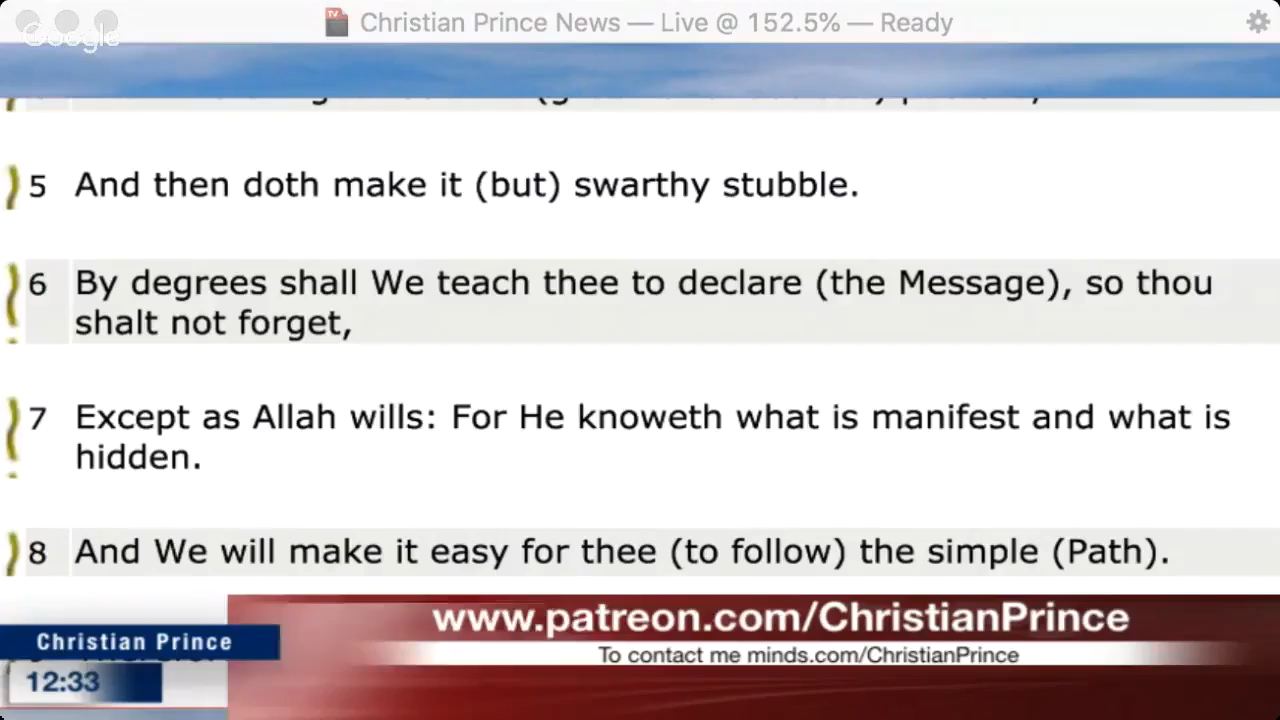 Christian Prince News — Live @ 152.5% — Ready
Google
5 And then doth make it (but) swarthy stubble.
6 By degrees shall We teach thee to declare (the Message), so thou
shalt not forget,
7 Except as Allah wills: For He knoweth what is manifest and what is
hidden.
8 And We will make it easy for thee (to follow) the simple (Path).
www.patreon.com/ChristianPrince
Christian Prince
To contact me minds.com/ChristianPrince
12:33